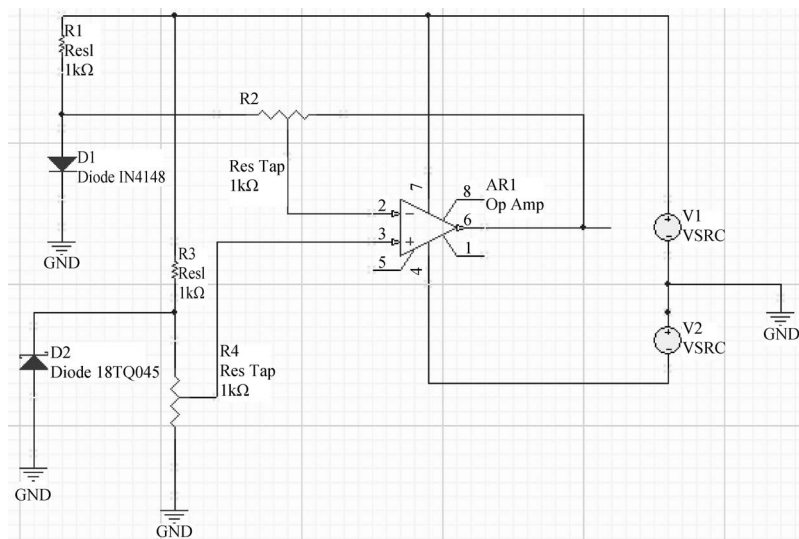 R1
Resl
1kΩ
R2
D1
Diode IN4148
Res Tap
1kΩ
7
8
AR1
Op Amp
2
−
6
3
+
1
5
4
V1
VSRC
+
−
GND
R3
Resl
1kΩ
GND
V2
VSRC
+
−
D2
Diode 18TQ045
R4
Res Tap
1kΩ
GND
GND